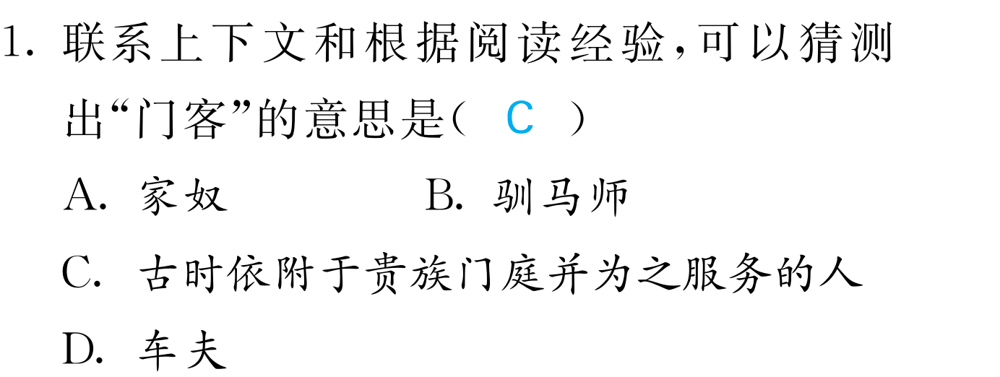 1. 联系上下文和根据阅读经验,可以猜测
出“门客”的意思是( C )
A. 家奴 B. 驯马师
C. 古时依附于贵族门庭并为之服务的人
D. 车夫